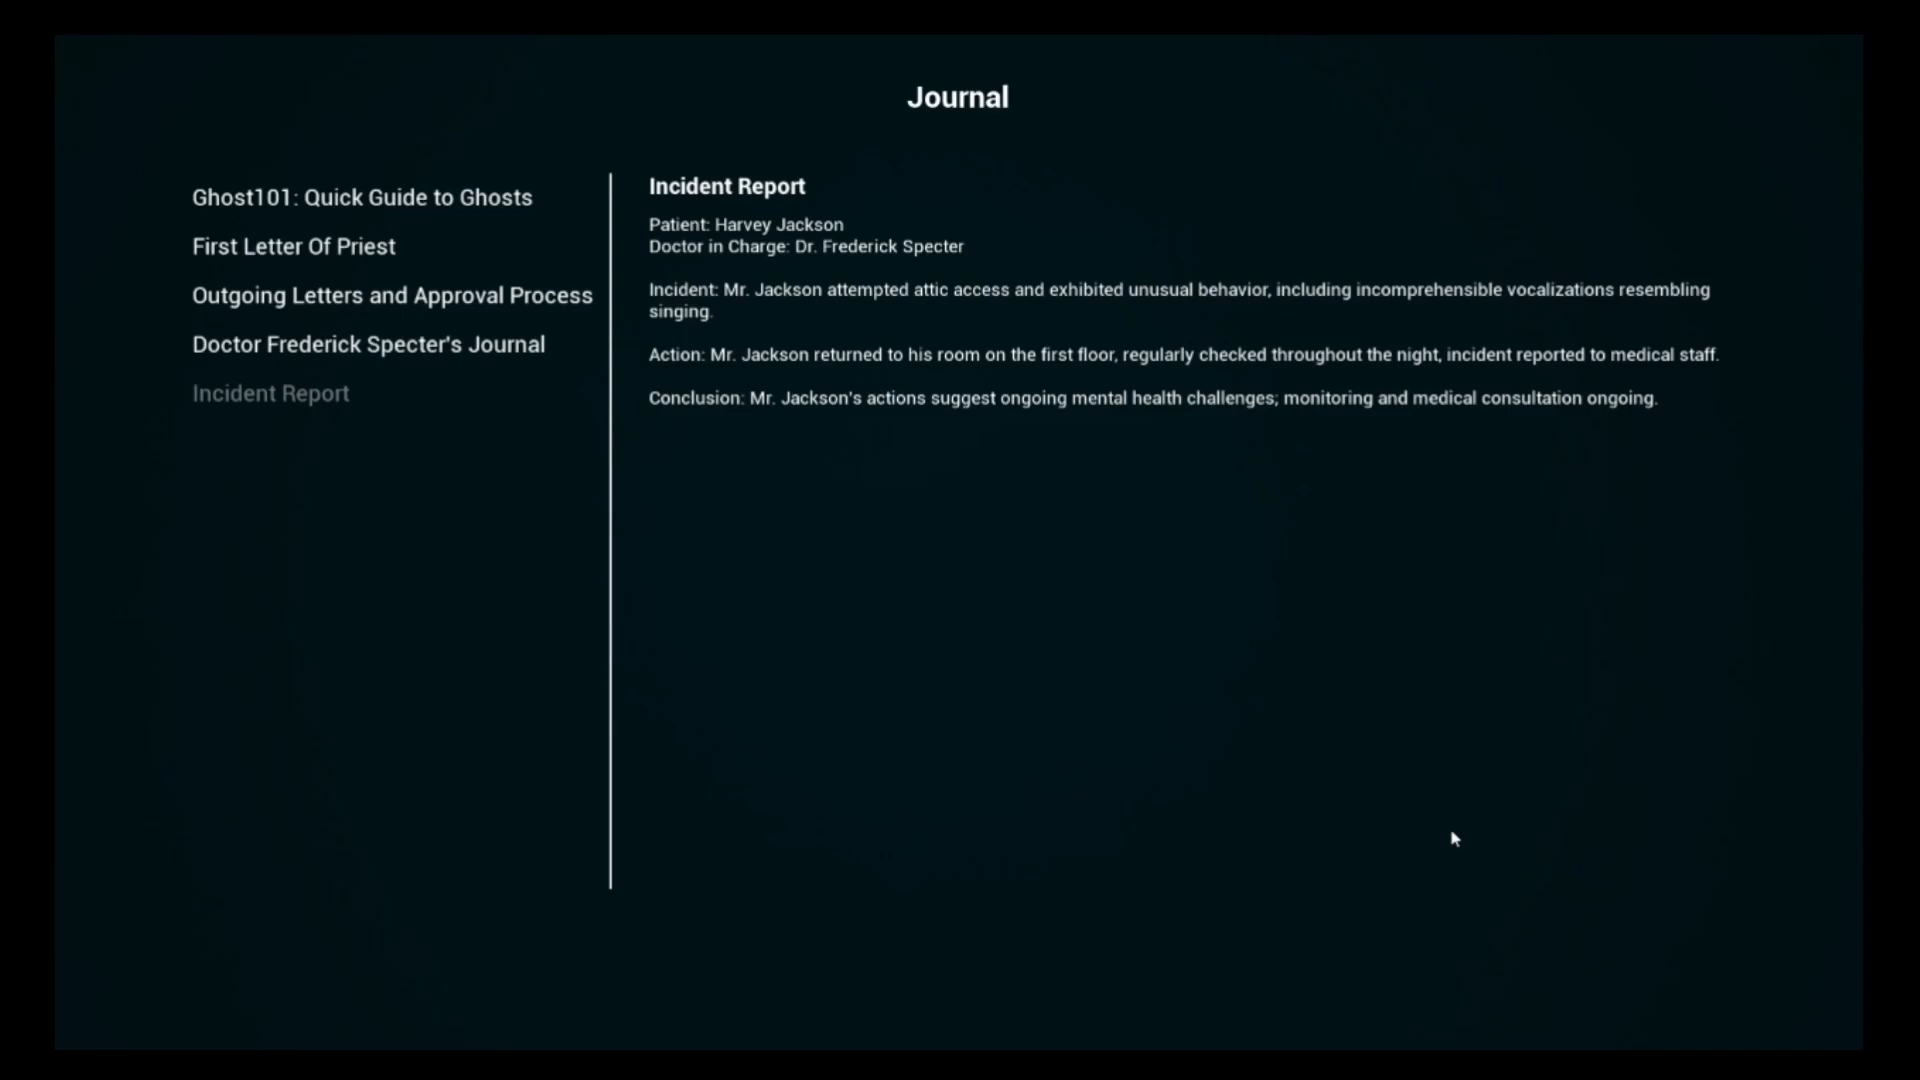 Journal
Ghost101: Quick Guide to Ghosts
First Letter Of Priest
Outgoing Letters and Approval Process
Doctor Frederick Specter's Journal
Incident Report
Incident Report
Patient: Harvey Jackson
Doctor in Charge: Dr. Frederick Specter
Incident: Mr. Jackson attempted attic access and exhibited unusual behavior, including incomprehensible vocalizations resembling
singing.
Action: Mr. Jackson returned to his room on the first floor, regularly checked throughout the night, incident reported to medical staff.
Conclusion: Mr. Jackson's actions suggest ongoing mental health challenges; monitoring and medical consultation ongoing.